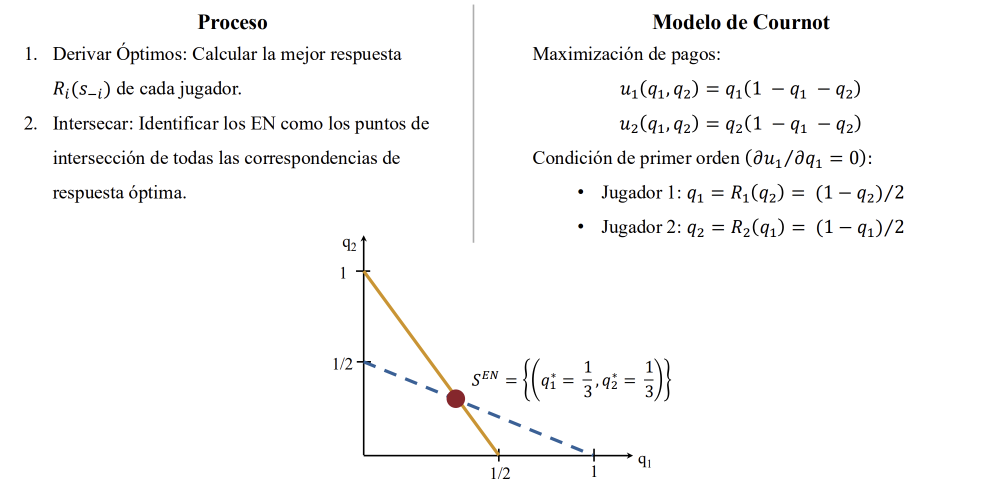 Proceso
1. Derivar Óptimos: Calcular la mejor respuesta
R_i(s_{−i}) de cada jugador.
2. Intersecar: Identificar los EN como los puntos de
intersección de todas las correspondencias de
respuesta óptima.
Modelo de Cournot
Maximización de pagos:
u_1(q_1, q_2) = q_1(1 − q_1 − q_2)
u_2(q_1, q_2) = q_2(1 − q_1 − q_2)
Condición de primer orden (∂u_1/∂q_1 = 0):
• Jugador 1: q_1 = R_1(q_2) = (1 − q_2)/2
• Jugador 2: q_2 = R_2(q_1) = (1 − q_1)/2
q_2
1
1/2
S^{EN} = {(q_1^* = 1/3, q_2^* = 1/3)}
q_1
1/2
1